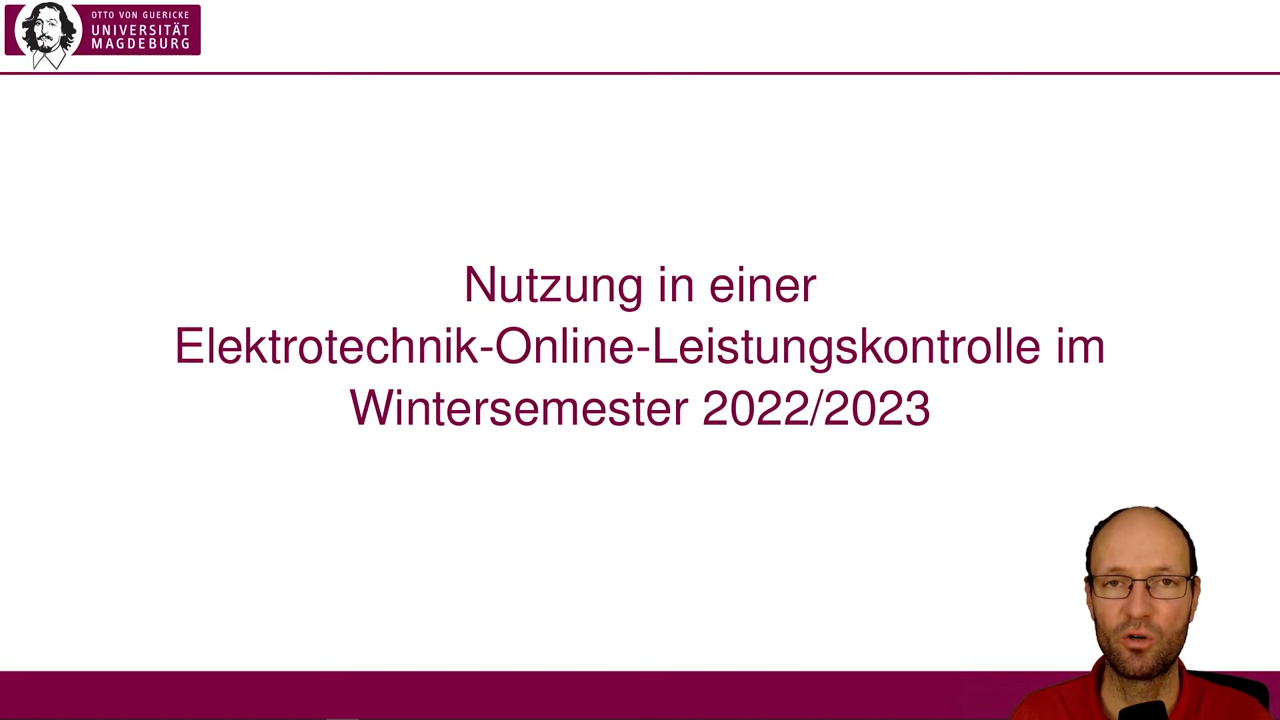 OTTO VON GUERICKE
UNIVERSITÄT
MAGDEBURG
Nutzung in einer
Elektrotechnik-Online-Leistungskontrolle im
Wintersemester 2022/2023